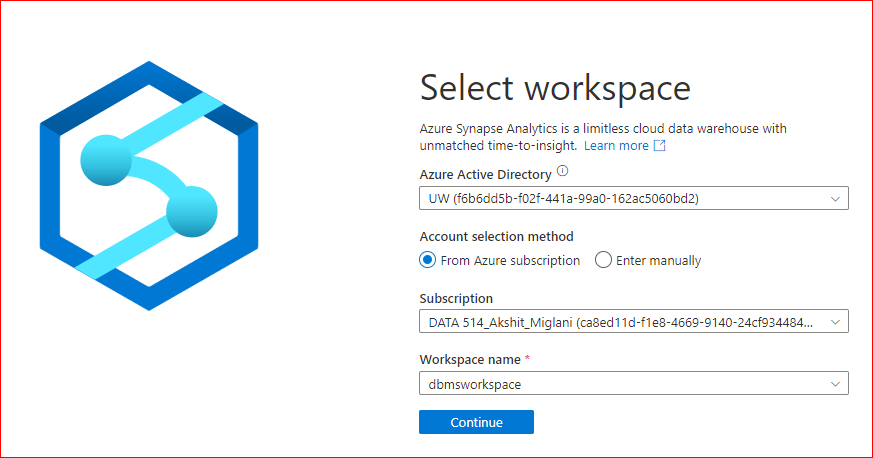 Select workspace
Azure Synapse Analytics is a limitless cloud data warehouse with
unmatched time-to-insight. Learn more
Azure Active Directory
UW (f6b6dd5b-f02f-441a-99a0-162ac5060bd2)
Account selection method
From Azure subscription Enter manually
Subscription
DATA 514_Akshit_Miglani (ca8ed11d-f1e8-4669-9140-24cf934484...
Workspace name *
dbmsworkspace
Continue